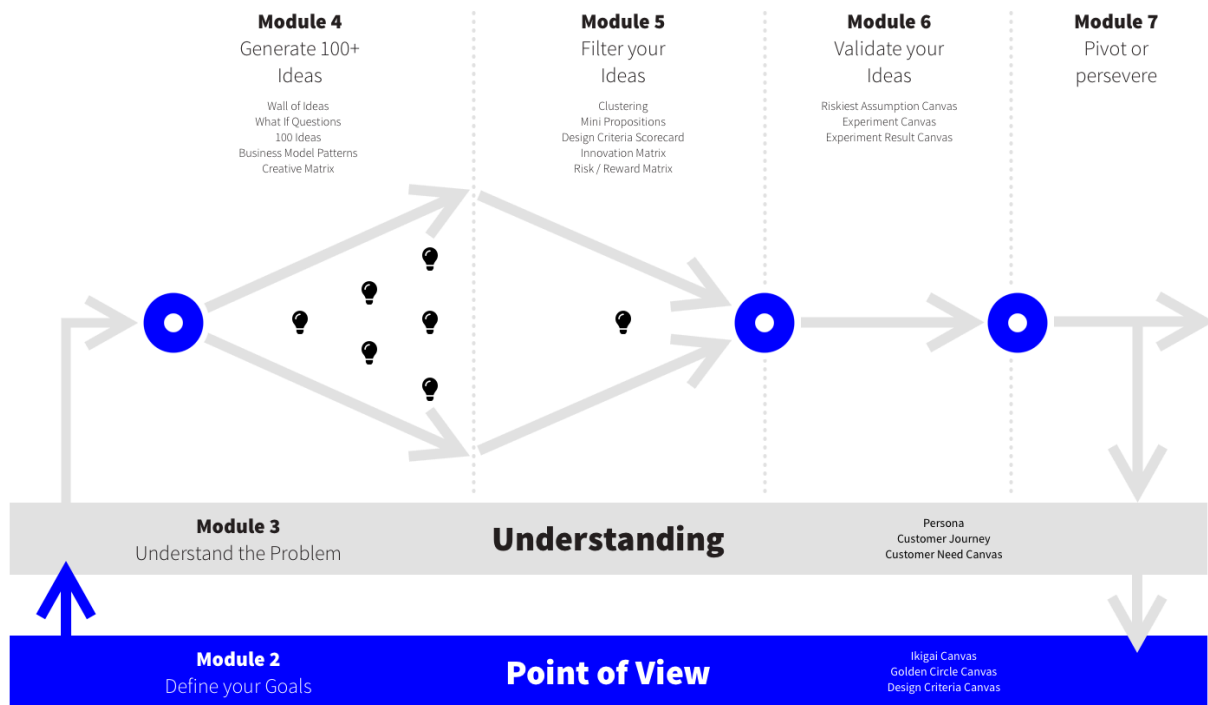 Module 4
Generate 100+
Ideas
Wall of Ideas
What If Questions
100 Ideas
Business Model Patterns
Creative Matrix
Module 5
Filter your
Ideas
Clustering
Mini Propositions
Design Criteria Scorecard
Innovation Matrix
Risk / Reward Matrix
Module 6
Validate your
Ideas
Riskiest Assumption Canvas
Experiment Canvas
Experiment Result Canvas
Module 7
Pivot or
persevere
Module 3
Understand the Problem
Understanding
Persona
Customer Journey
Customer Need Canvas
Module 2
Define your Goals
Point of View
Ikigai Canvas
Golden Circle Canvas
Design Criteria Canvas